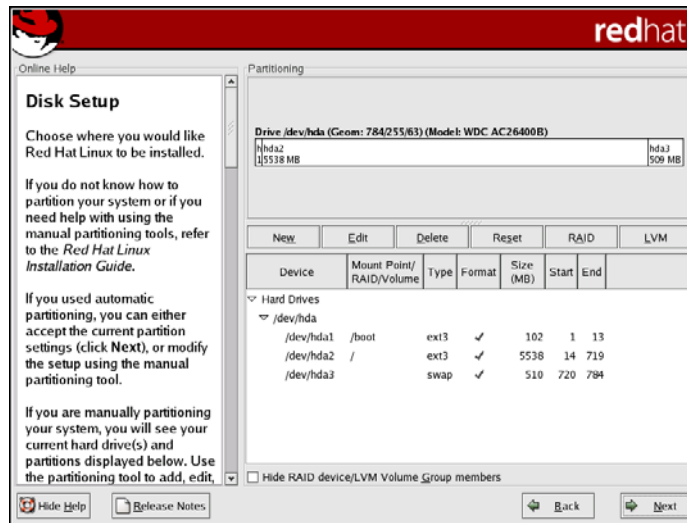 redhat
Online Help
Disk Setup
Choose where you would like
Red Hat Linux to be installed.
If you do not know how to
partition your system or if you
need help with using the
manual partitioning tools, refer
to the Red Hat Linux
Installation Guide.
If you used automatic
partitioning, you can either
accept the current partition
settings (click Next), or modify
the setup using the manual
partitioning tool.
If you are manually partitioning
your system, you will see your
current hard drive(s) and
partitions displayed below. Use
the partitioning tool to add, edit,
Partitioning
Drive /dev/hda (Geom: 784/255/63) (Model: WDC AC26400B)
h hda2 hda3
1 5538 MB 509 MB
New Edit Delete Reset RAID LVM
Device Mount Point/ RAID/Volume Type Format Size (MB) Start End
Hard Drives
/dev/hda
/dev/hda1 /boot ext3 ✓ 102 1 13
/dev/hda2 / ext3 ✓ 5538 14 719
/dev/hda3 swap ✓ 510 720 784
Hide RAID device/LVM Volume Group members
Hide Help Release Notes Back Next